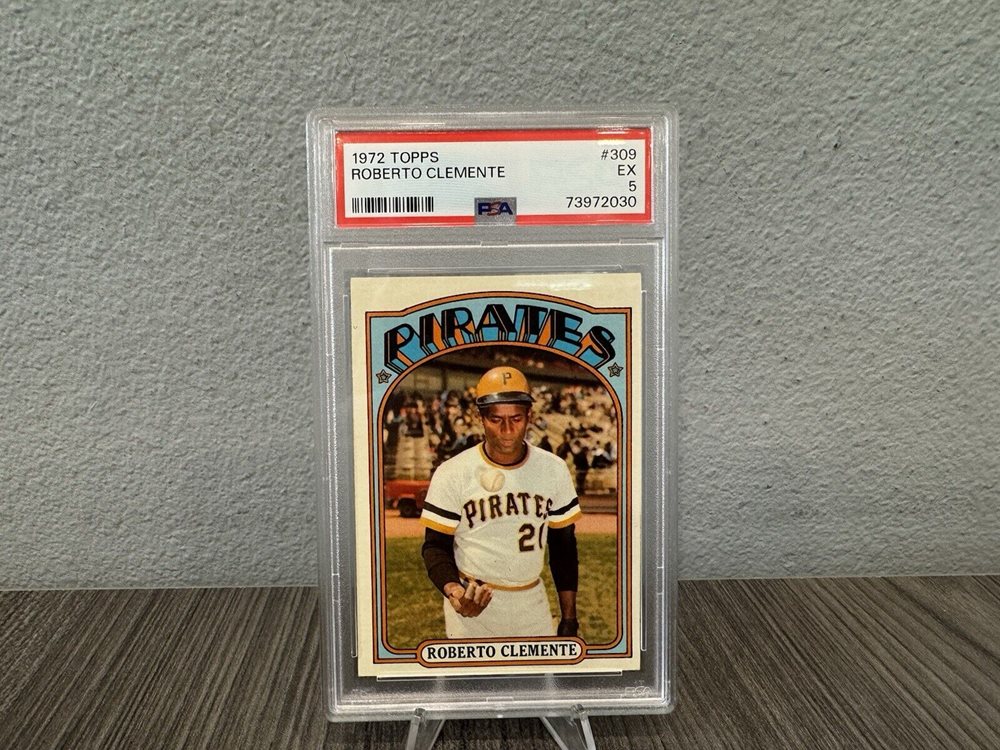 1972 TOPPS #309
ROBERTO CLEMENTE EX
5
PSA 73972030
PIRATES
P
PIRATES
21
ROBERTO CLEMENTE